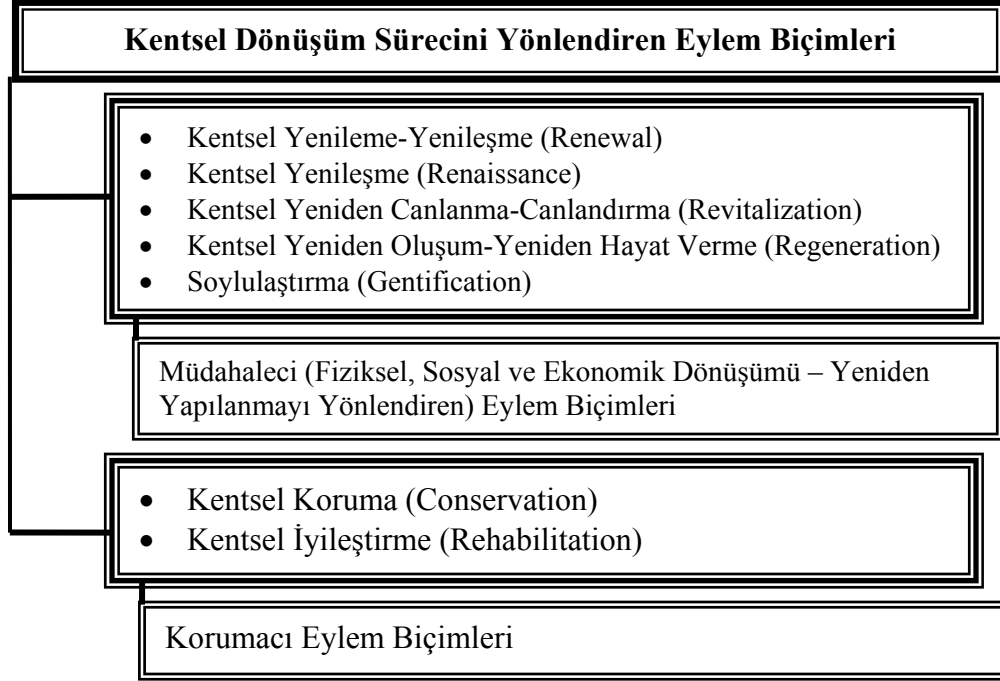 Kentsel Dönüşüm Sürecini Yönlendiren Eylem Biçimleri
• Kentsel Yenileme-Yenileşme (Renewal)
• Kentsel Yenileşme (Renaissance)
• Kentsel Yeniden Canlanma-Canlandırma (Revitalization)
• Kentsel Yeniden Oluşum-Yeniden Hayat Verme (Regeneration)
• Soylulaştırma (Gentification)
Müdahaleci (Fiziksel, Sosyal ve Ekonomik Dönüşümü – Yeniden
Yapılanmayı Yönlendiren) Eylem Biçimleri
• Kentsel Koruma (Conservation)
• Kentsel İyileştirme (Rehabilitation)
Korumacı Eylem Biçimleri